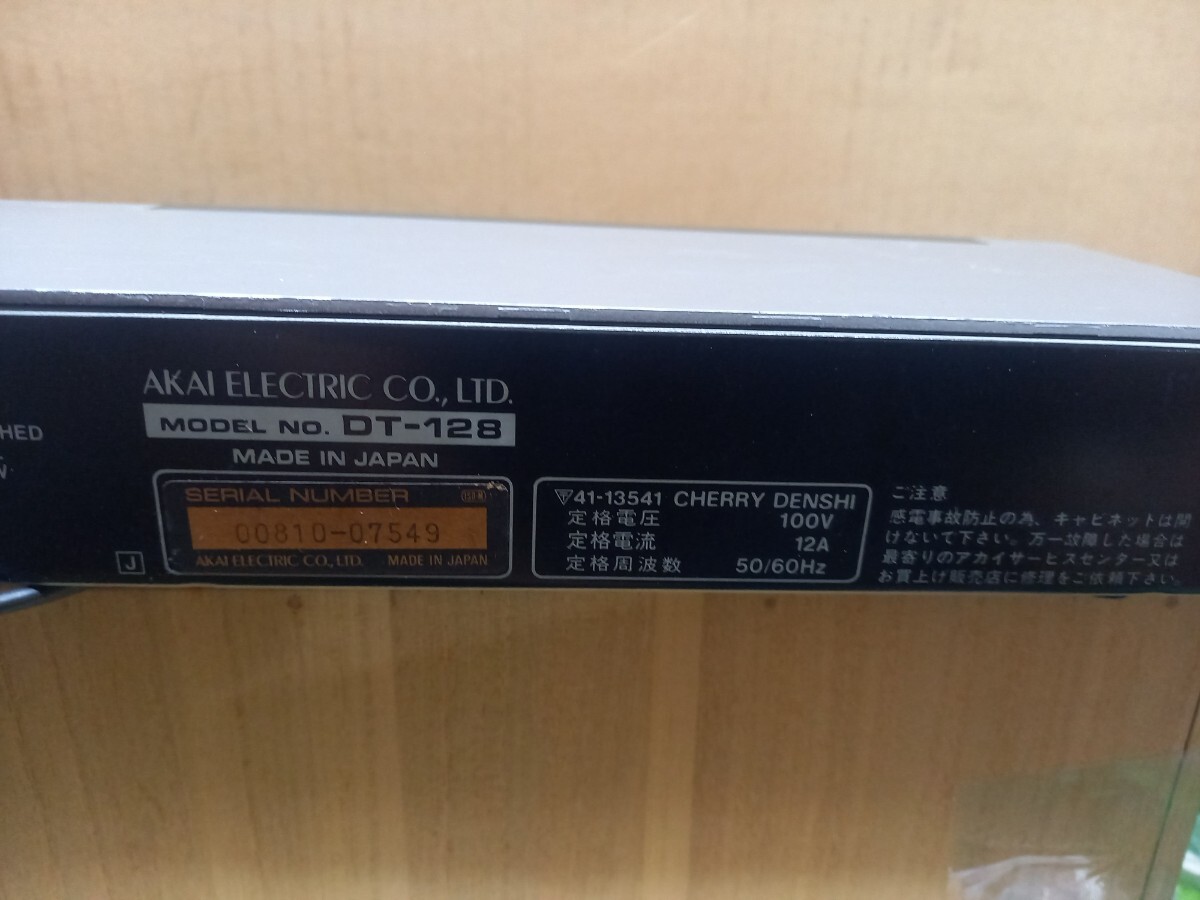 AKAI ELECTRIC CO., LTD.
MODEL NO. DT-128
MADE IN JAPAN
HED
SERIAL NUMBER
00810-07549
AKAI ELECTRIC CO., LTD. MADE IN JAPAN
J
41-13541 CHERRY DENSHI
定格電圧 100V
定格電流 12A
定格周波数 50/60Hz
ご注意
感電事故防止の為、キャビネットは開
けないで下さい。万一故障した場合は
最寄りのアカイサービスセンター又は
お買上げ販売店に修理をご依頼下さい。